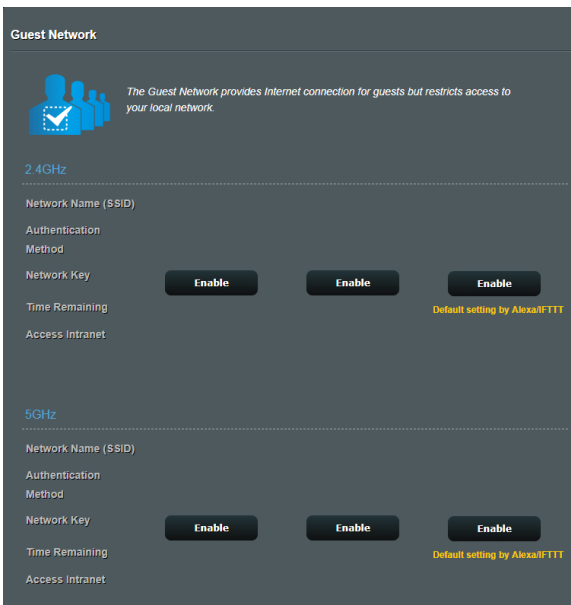 Guest Network
The Guest Network provides Internet connection for guests but restricts access to
your local network.
2.4GHz
Network Name (SSID)
Authentication
Method
Network Key
Enable Enable Enable
Time Remaining
Default setting by Alexa/IFTTT
Access Intranet
5GHz
Network Name (SSID)
Authentication
Method
Network Key
Enable Enable Enable
Time Remaining
Default setting by Alexa/IFTTT
Access Intranet